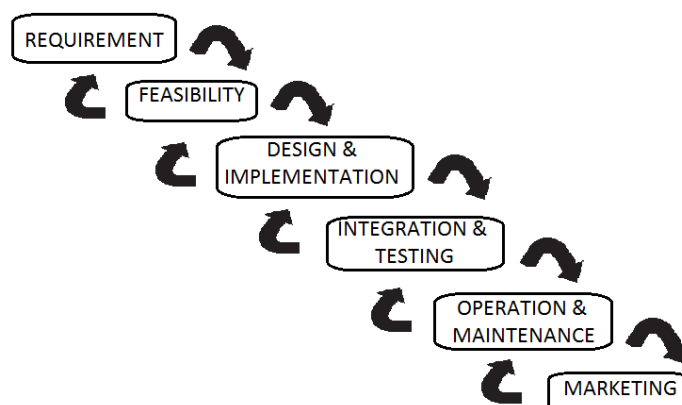 REQUIREMENT
FEASIBILITY
DESIGN &
IMPLEMENTATION
INTEGRATION &
TESTING
OPERATION &
MAINTENANCE
MARKETING